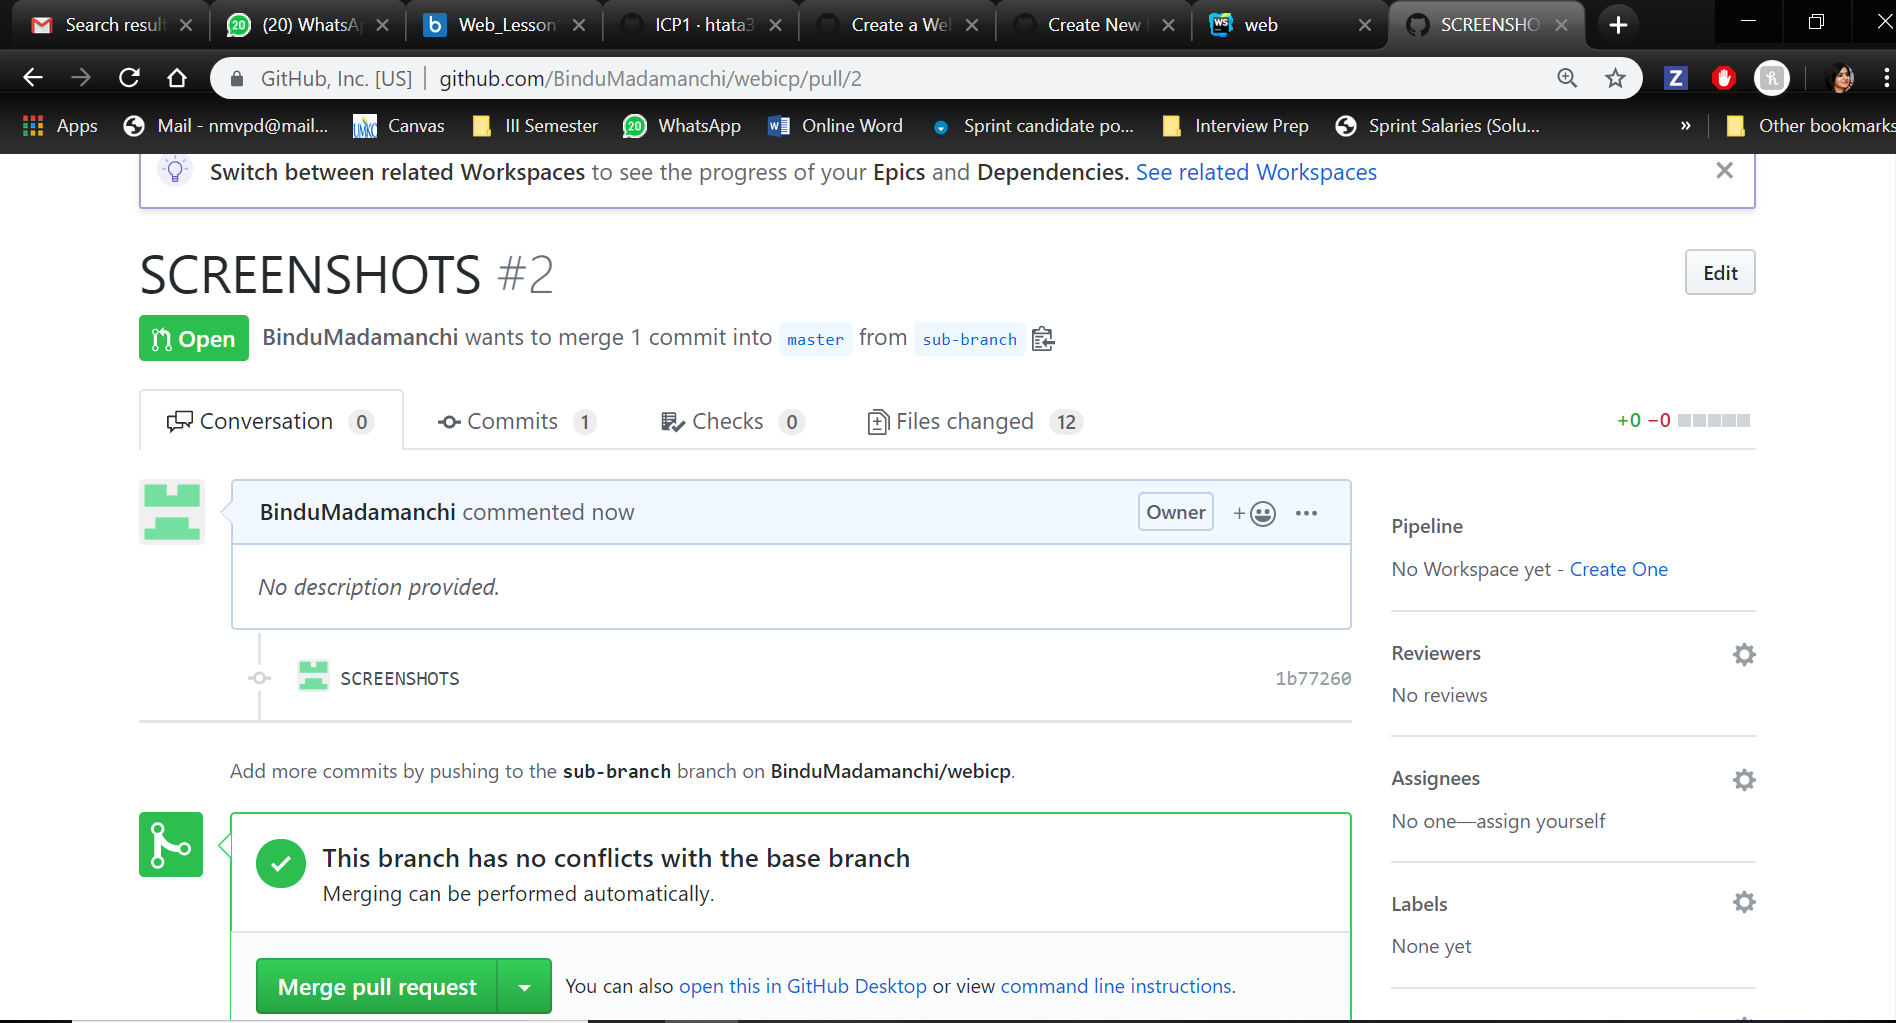 Search result
(20) WhatsAp
Web_Lesson
ICP1 · htata3
Create a Web
Create New
web
SCREENSHO
GitHub, Inc. [US] github.com/BinduMadamanchi/webicp/pull/2
Apps
Mail - nmvpd@mail...
Canvas
III Semester
WhatsApp
Online Word
Sprint candidate po...
Interview Prep
Sprint Salaries (Solu...
»
Other bookmarks
Switch between related Workspaces to see the progress of your Epics and Dependencies. See related Workspaces
SCREENSHOTS #2
Edit
Open BinduMadamanchi wants to merge 1 commit into master from sub-branch
Conversation 0
Commits 1
Checks 0
Files changed 12
+0 −0
BinduMadamanchi commented now
Owner
No description provided.
SCREENSHOTS 1b77260
Add more commits by pushing to the sub-branch branch on BinduMadamanchi/webicp.
This branch has no conflicts with the base branch
Merging can be performed automatically.
Merge pull request
You can also open this in GitHub Desktop or view command line instructions.
Pipeline
No Workspace yet - Create One
Reviewers
No reviews
Assignees
No one—assign yourself
Labels
None yet